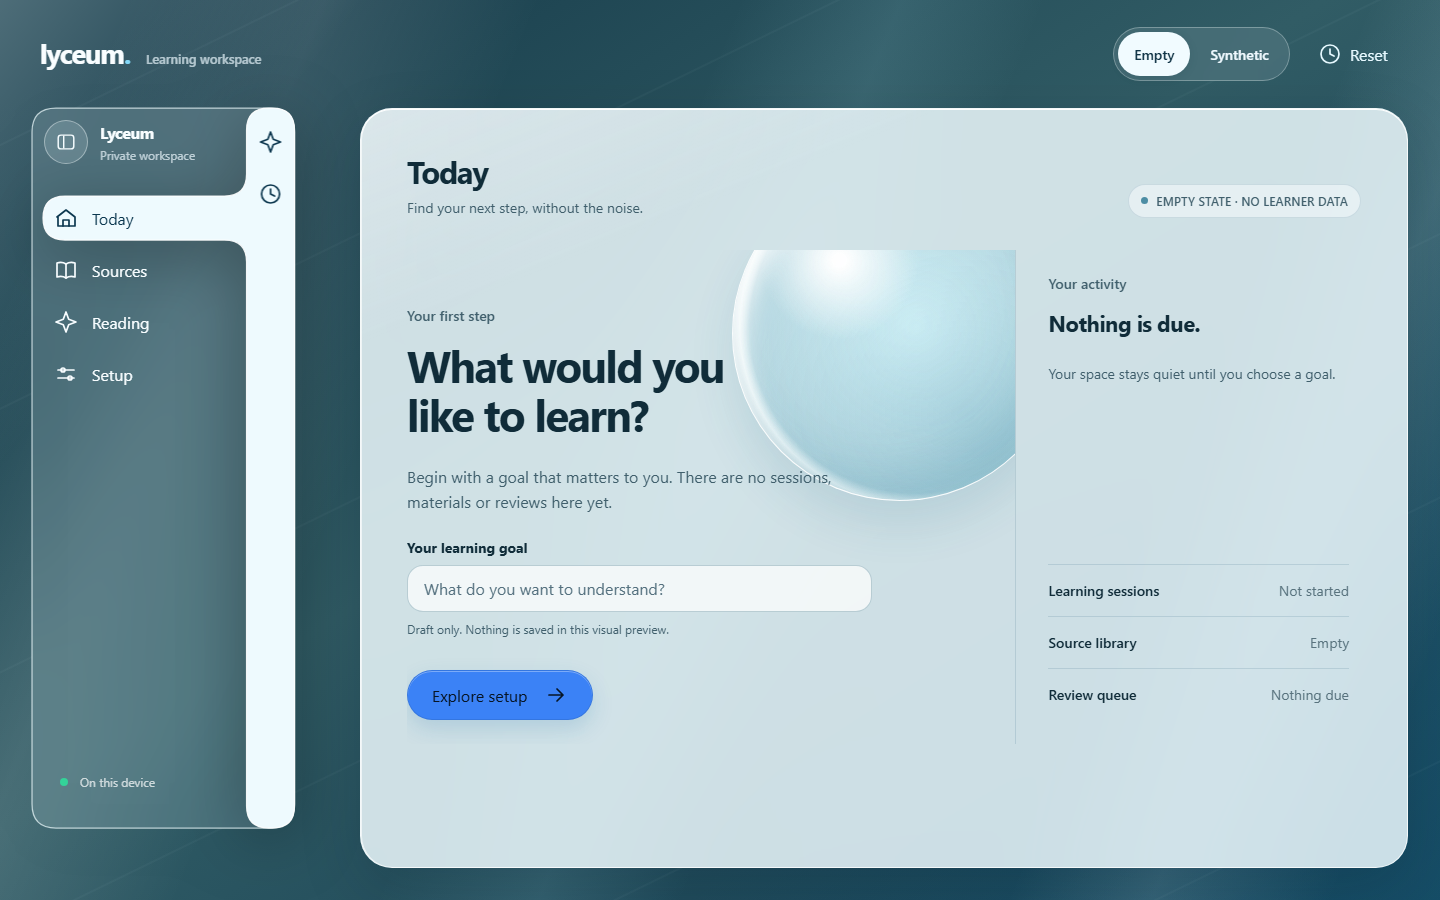 lyceum.
Learning workspace
Empty
Synthetic
Reset
Lyceum
Private workspace
Today
Sources
Reading
Setup
On this device
Today
Find your next step, without the noise.
EMPTY STATE · NO LEARNER DATA
Your first step
What would you
like to learn?
Begin with a goal that matters to you. There are no sessions,
materials or reviews here yet.
Your learning goal
What do you want to understand?
Draft only. Nothing is saved in this visual preview.
Explore setup
Your activity
Nothing is due.
Your space stays quiet until you choose a goal.
Learning sessions Not started
Source library Empty
Review queue Nothing due